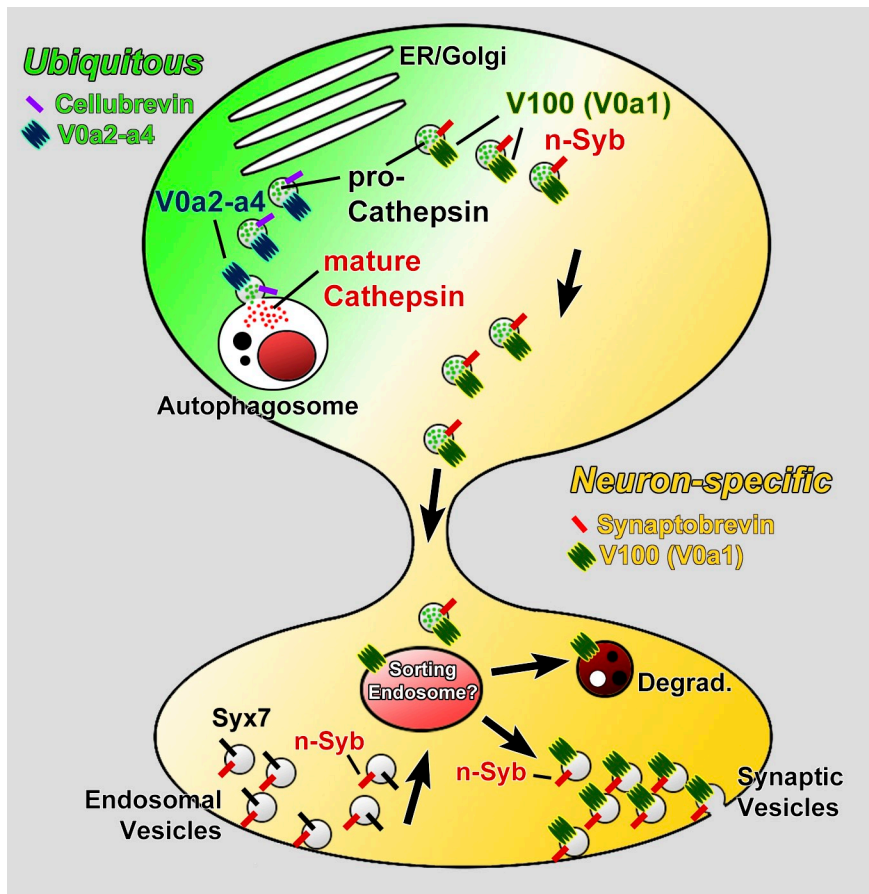 Ubiquitous
Cellubrevin
V0a2-a4
ER/Golgi
V100 (V0a1)
n-Syb
pro-
Cathepsin
V0a2-a4
mature
Cathepsin
Autophagosome
Neuron-specific
Synaptobrevin
V100 (V0a1)
Sorting
Endosome?
Degrad.
Syx7
n-Syb
n-Syb
Endosomal
Vesicles
Synaptic
Vesicles